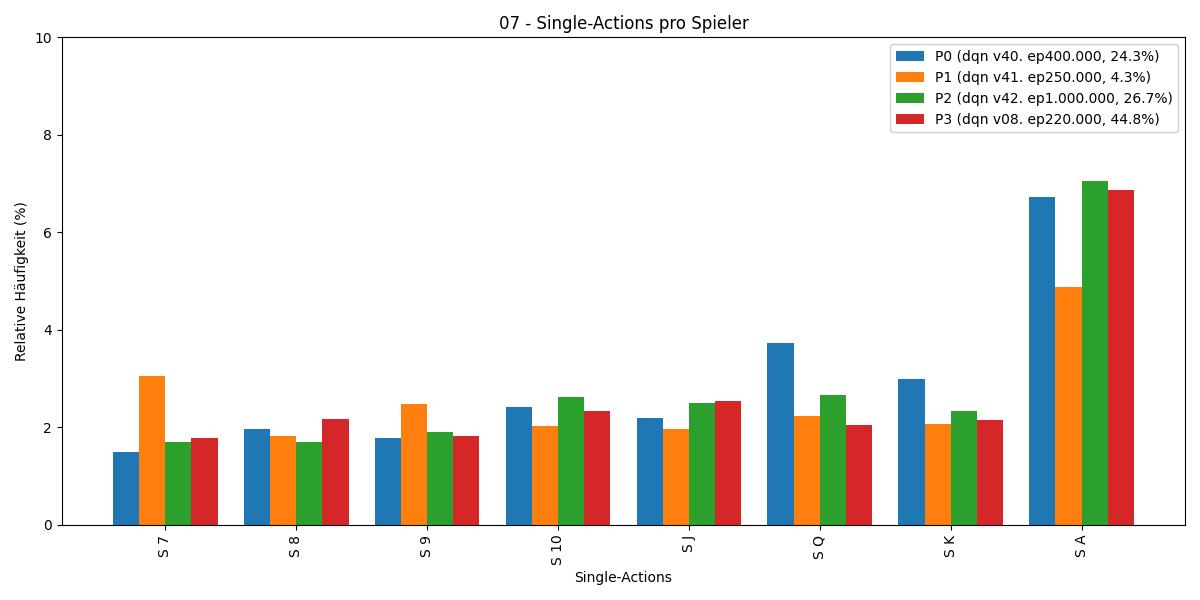 07 - Single-Actions pro Spieler
P0 (dqn v40. ep400.000, 24.3%)
P1 (dqn v41. ep250.000, 4.3%)
P2 (dqn v42. ep1.000.000, 26.7%)
P3 (dqn v08. ep220.000, 44.8%)
Relative Häufigkeit (%)
10
8
6
4
2
0
S 7
S 8
S 9
S 10
S J
S Q
S K
S A
Single-Actions